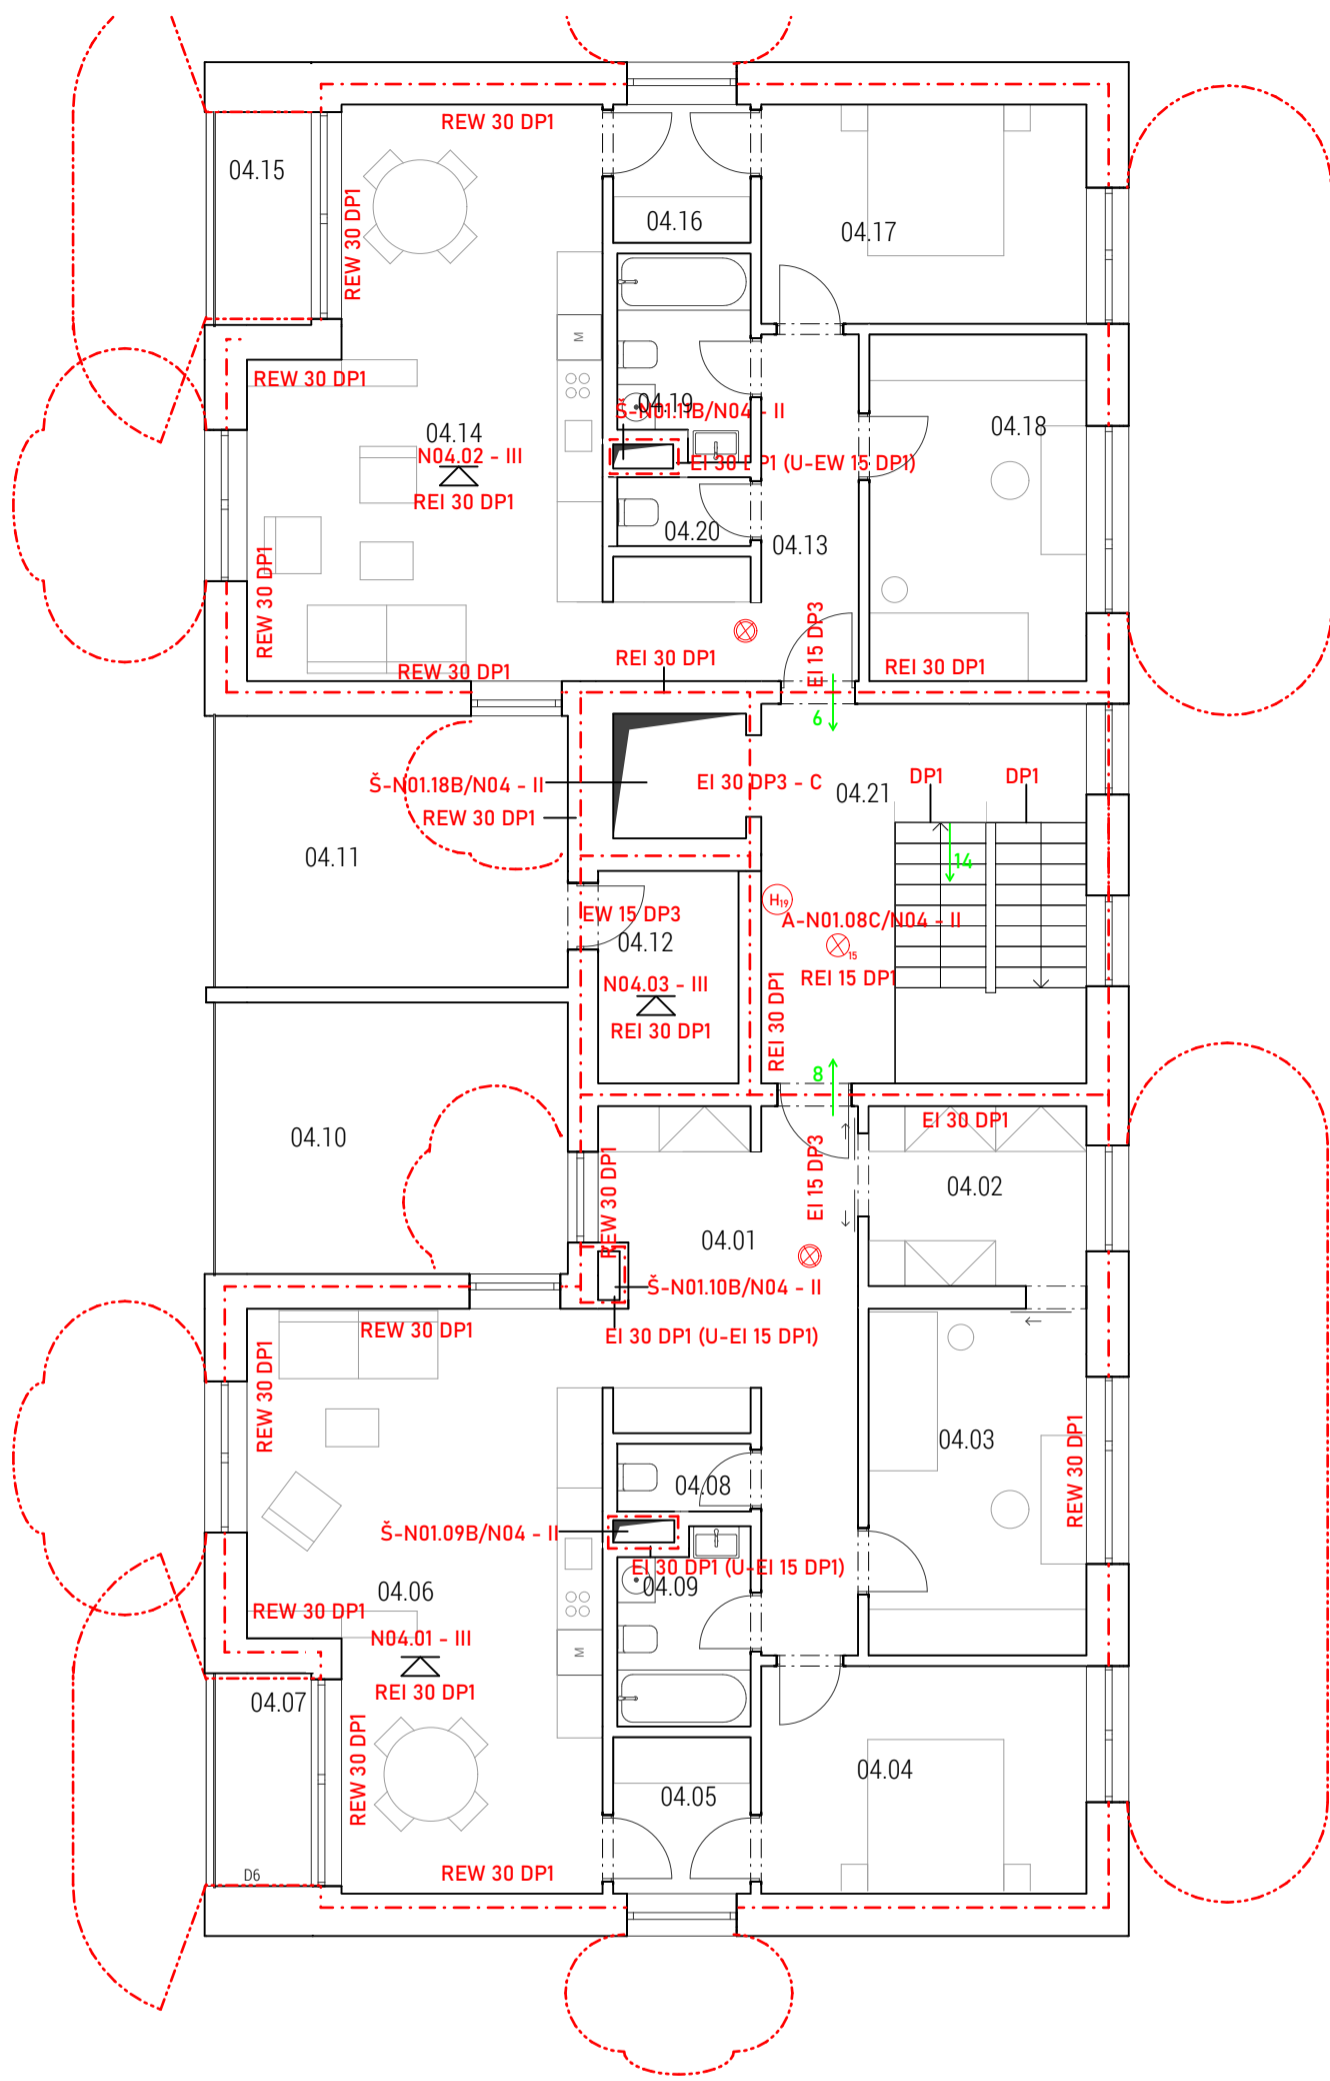 REW 30 DP1
04.15
REW 30 DP1
04.16
04.17
M
REW 30 DP1
04.19
Š-N01.11B/N04 - II
04.18
04.14
N04.02 - III
EI 30 DP1 (U-EW 15 DP1)
REI 30 DP1
04.20
04.13
REW 30 DP1
EI 15 DP3
REI 30 DP1
REI 30 DP1
REW 30 DP1
6
Š-N01.18B/N04 - II
EI 30 DP3 - C
04.21
DP1
DP1
REW 30 DP1
14
04.11
H19
EW 15 DP3
A-N01.08C/N04 - II
04.12
15
N04.03 - III
REI 15 DP1
REI 30 DP1
REI 30 DP1
8
04.10
EI 30 DP1
REW 30 DP1
EI 15 DP3
04.02
04.01
Š-N01.10B/N04 - II
REW 30 DP1
EI 30 DP1 (U-EI 15 DP1)
REW 30 DP1
04.03
REW 30 DP1
04.08
Š-N01.09B/N04 - II
EI 30 DP1 (U-EI 15 DP1)
04.06
04.09
REW 30 DP1
N04.01 - III
M
REI 30 DP1
04.07
REW 30 DP1
04.04
04.05
D6
REW 30 DP1